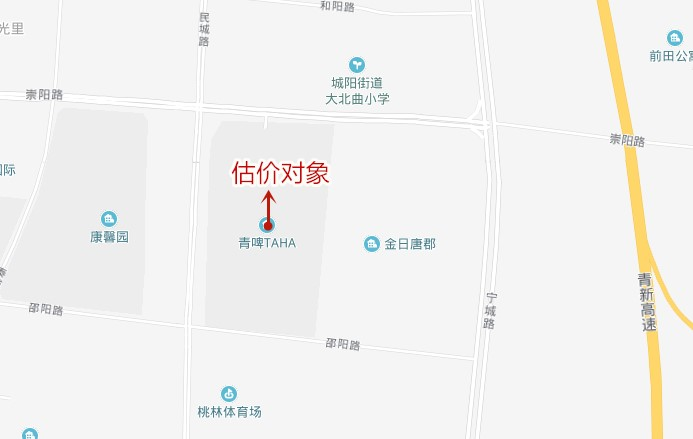 和阳路
民城路
光里
前田公寓
城阳街道
大北曲小学
崇阳路
崇阳路
国际
估价对象
康馨园
青啤TAHA
金日唐郡
青新高速
宁城路
邵阳路
邵阳路
桃林体育场